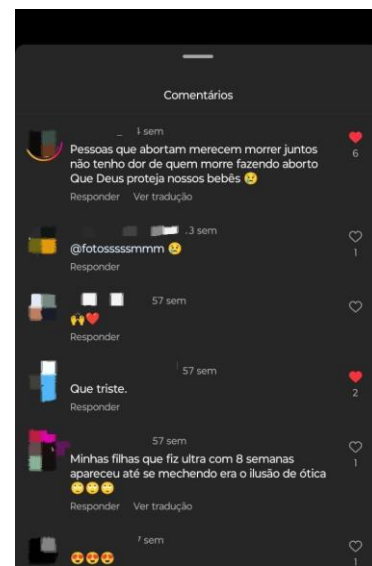 Comentários
sem
6
Pessoas que abortam merecem morrer juntos
não tenho dor de quem morre fazendo aborto
Que Deus proteja nossos bebês 😢
Responder Ver tradução
3 sem
@fotosssssmmm 😢
1
Responder
57 sem
🙌❤️
Responder
57 sem
Que triste.
2
Responder
57 sem
Minhas filhas que fiz ultra com 8 semanas
1
apareceu até se mechendo era o ilusão de ótica
🙄🙄🙄
Responder Ver tradução
sem
😍😍😍
1